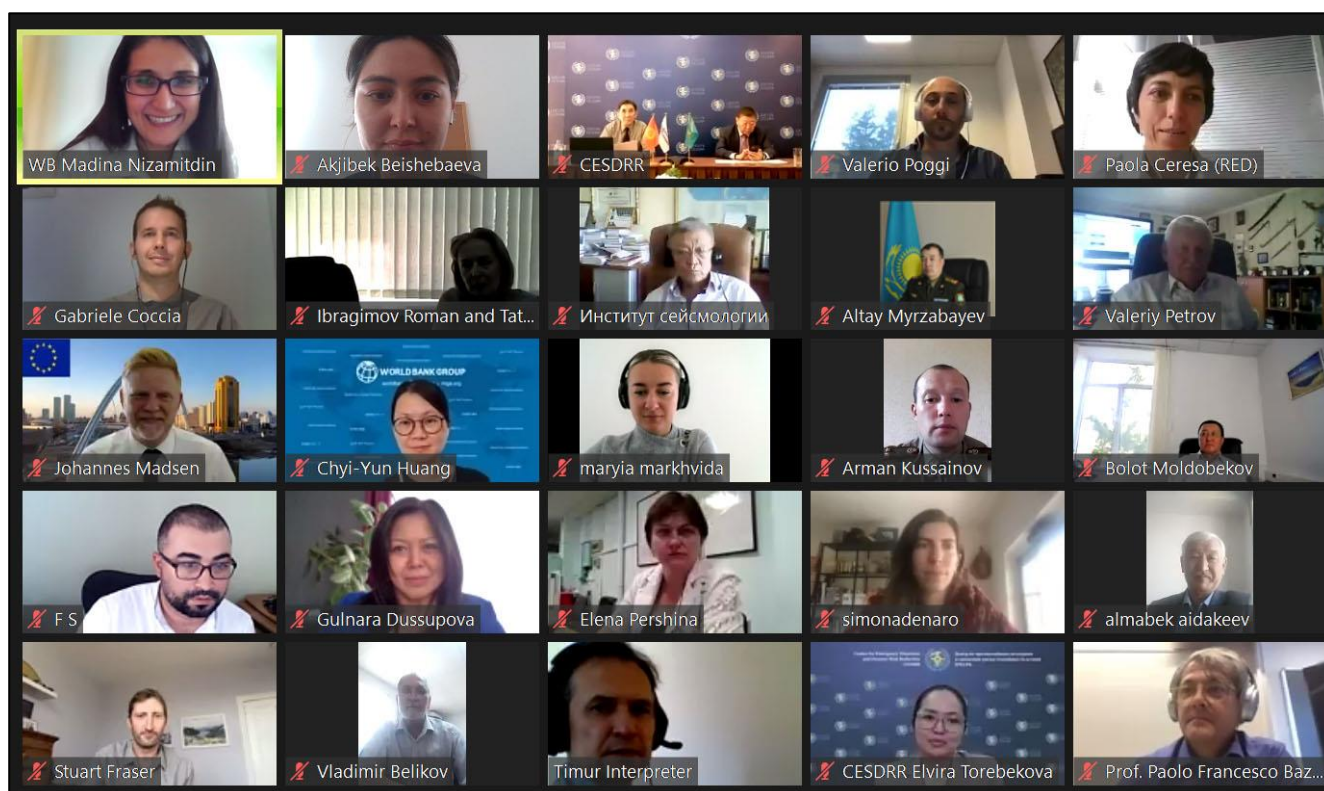 WB Madina Nizamitdin
Akjibek Beishebaeva
CESDRR
Valerio Poggi
Paola Ceresa (RED)
Gabriele Coccia
Ibragimov Roman and Tat...
Институт сейсмологии
Altay Myrzabayev
Valeriy Petrov
Johannes Madsen
WORLD BANK GROUP
Chyi-Yun Huang
maryia markhvida
Arman Kussainov
Bolot Moldobekov
F S
Gulnara Dussupova
Elena Pershina
simonadenaro
almabek aidakeev
Stuart Fraser
Vladimir Belikov
Timur Interpreter
CESDRR Elvira Torebekova
Prof. Paolo Francesco Baz...